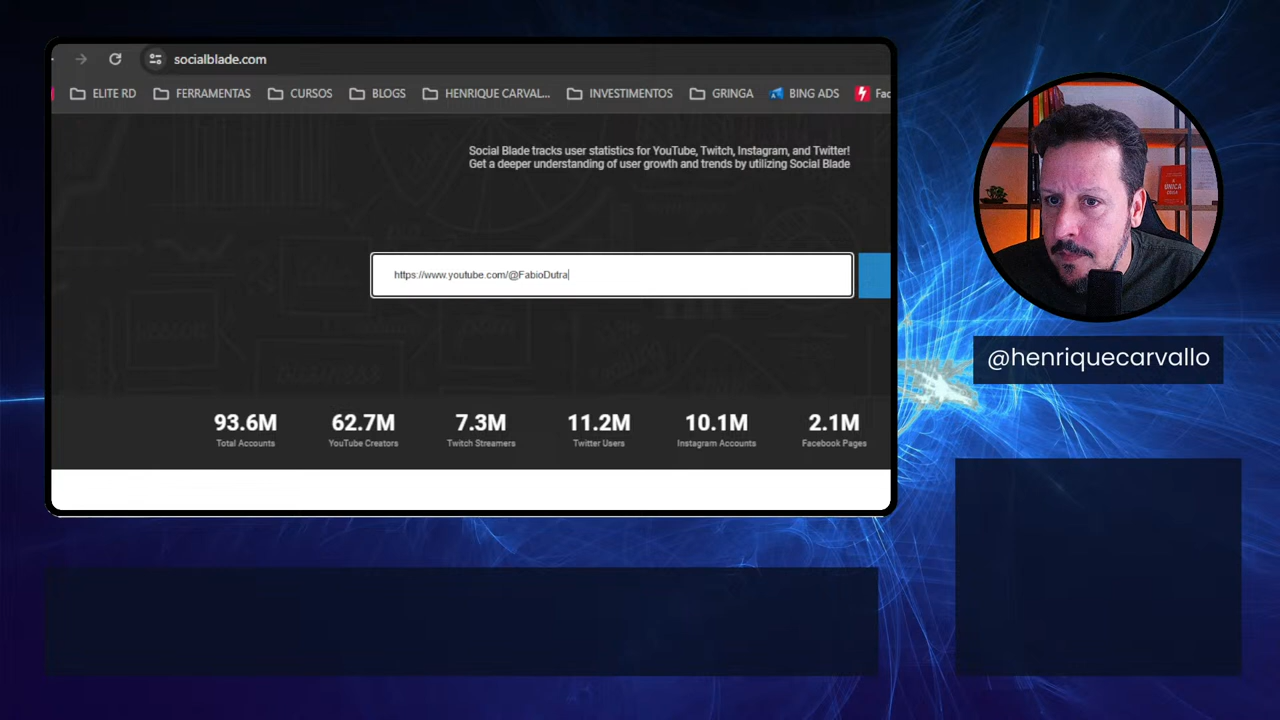 socialblade.com
ELITE RD FERRAMENTAS CURSOS BLOGS HENRIQUE CARVAL... INVESTIMENTOS GRINGA BING ADS Fac
Social Blade tracks user statistics for YouTube, Twitch, Instagram, and Twitter!
Get a deeper understanding of user growth and trends by utilizing Social Blade
https://www.youtube.com/@FabioDutra
93.6M 62.7M 7.3M 11.2M 10.1M 2.1M
Total Accounts YouTube Creators Twitch Streamers Twitter Users Instagram Accounts Facebook Pages
ÚNICA
@henriquecarvallo